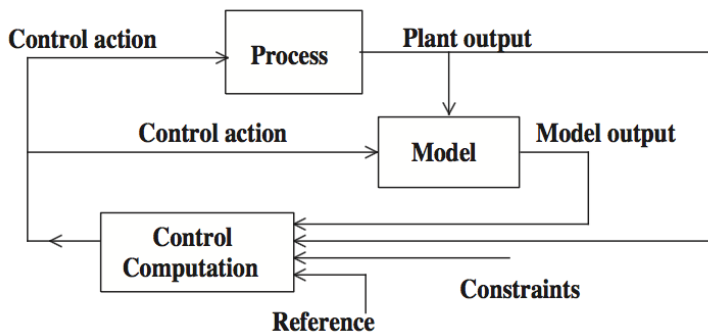 Control action
Process
Plant output
Control action
Model
Model output
Control
Computation
Constraints
Reference